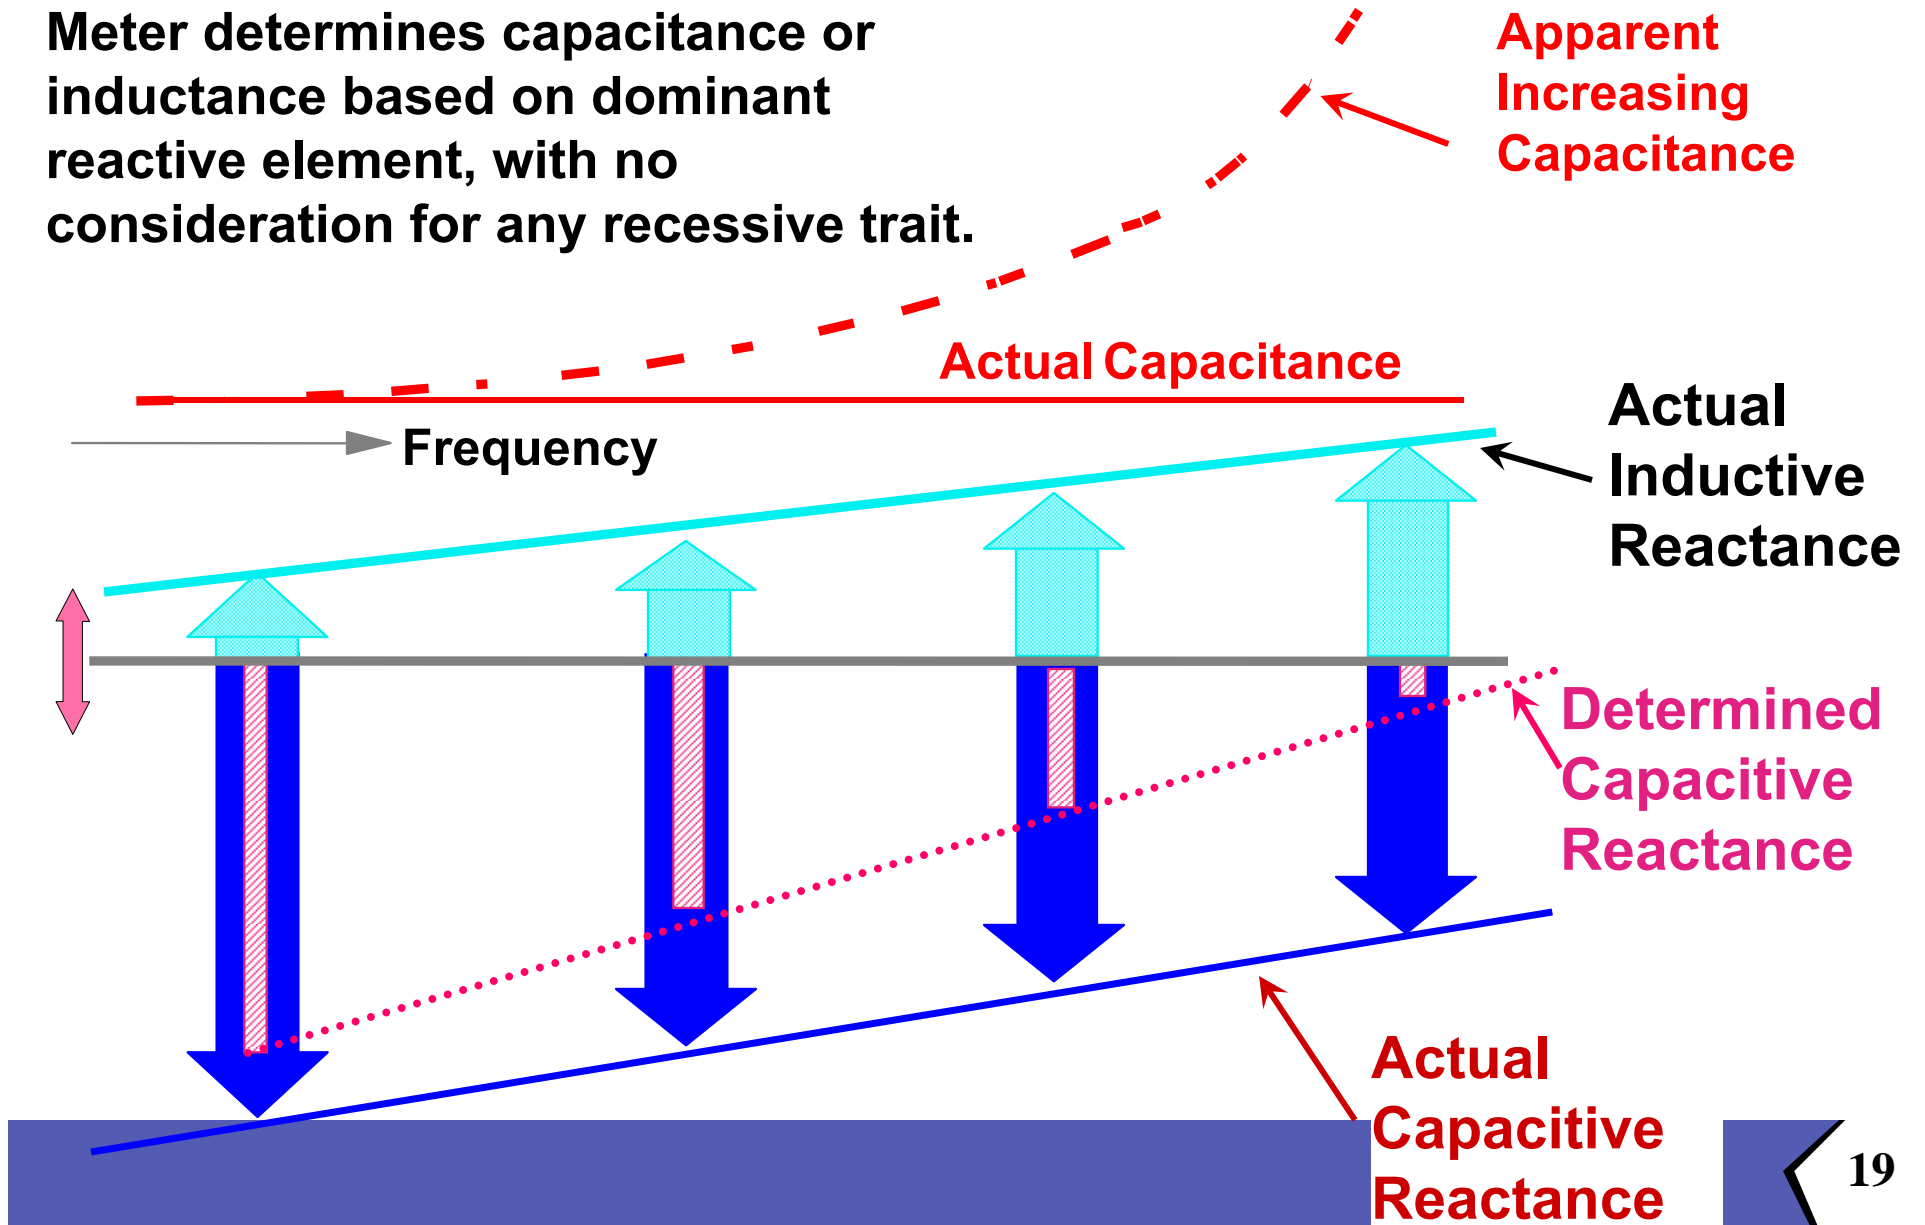 Meter determines capacitance or
inductance based on dominant
reactive element, with no
consideration for any recessive trait.
Apparent
Increasing
Capacitance
Actual Capacitance
Frequency
Actual
Inductive
Reactance
Determined
Capacitive
Reactance
Actual
Capacitive
Reactance
19